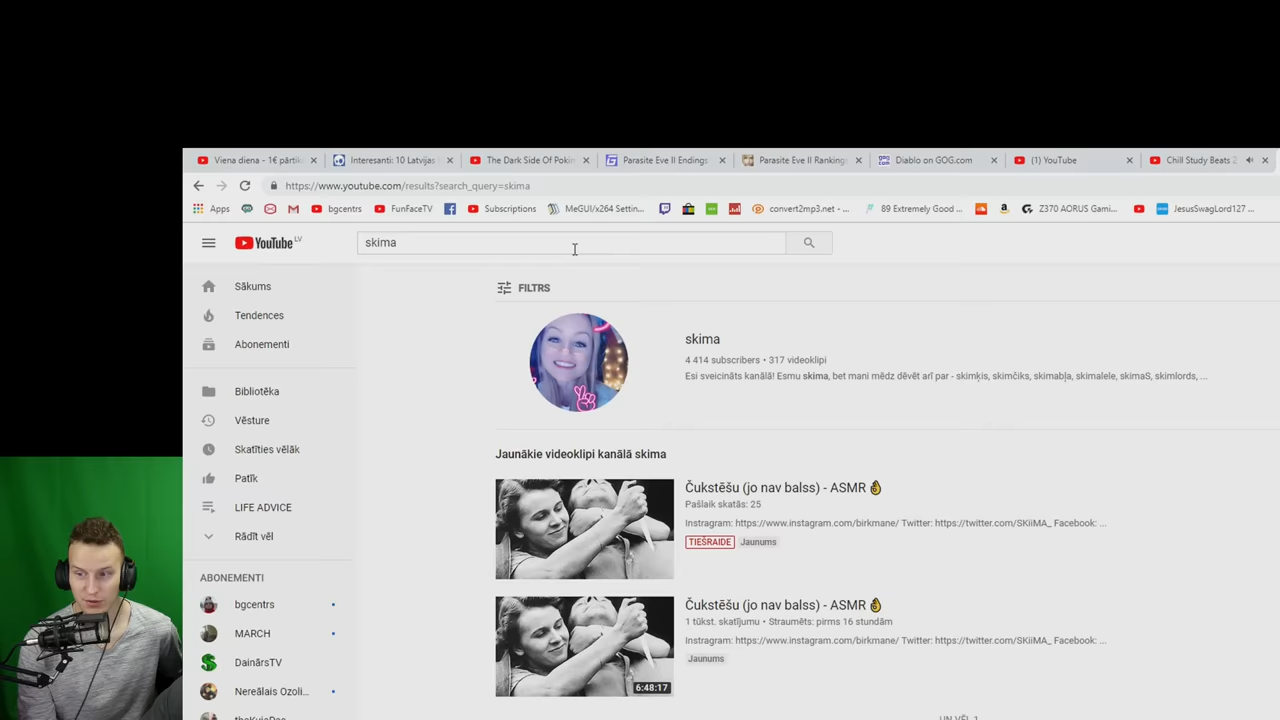 Viena diena - 1€ pārtik
Interesanti: 10 Latvijas
The Dark Side Of Pokim
Parasite Eve II Endings
Parasite Eve II Rankings
Diablo on GOG.com
(1) YouTube
Chill Study Beats 2
https://www.youtube.com/results?search_query=skima
Apps
bgcentrs
FunFaceTV
Subscriptions
MeGUI/x264 Settin...
convert2mp3.net - ...
89 Extremely Good ...
Z370 AORUS Gami...
JesusSwagLord127 ...
YouTube LV
skima
Sākums
Tendences
Abonementi
Bibliotēka
Vēsture
Skatīties vēlāk
Patīk
LIFE ADVICE
Rādīt vēl
ABONEMENTI
bgcentrs
MARCH
DainārsTV
Nereālais Ozoli...
FILTRS
skima
4 414 subscribers • 317 videoklipi
Esi sveicināts kanālā! Esmu skima, bet mani mēdz dēvēt arī par - skimķis, skimčiks, skimabļa, skimalele, skimaS, skimlords, ...
Jaunākie videoklipi kanālā skima
Čukstēšu (jo nav balss) - ASMR 👌
Pašlaik skatās: 25
Instragram: https://www.instagram.com/birkmane/ Twitter: https://twitter.com/SKiiMA_ Facebook: ...
TIEŠRAIDE Jaunums
Čukstēšu (jo nav balss) - ASMR 👌
1 tūkst. skatījumu • Straumēts: pirms 16 stundām
Instragram: https://www.instagram.com/birkmane/ Twitter: https://twitter.com/SKiiMA_ Facebook: ...
Jaunums
6:48:17